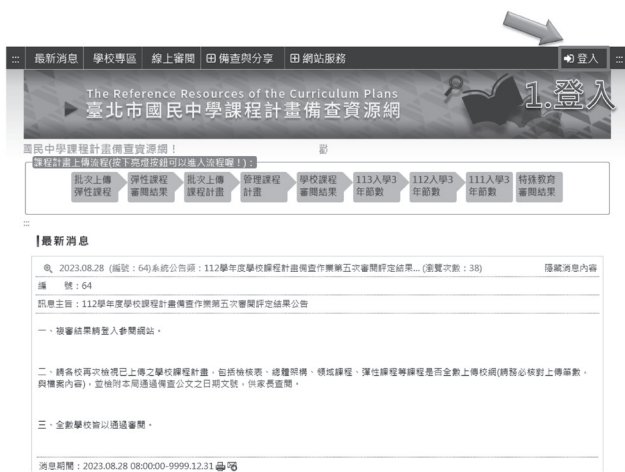 ::: 最新消息 學校專區 線上審閱 備查與分享 網站服務 登入 :::
The Reference Resources of the Curriculum Plans
臺北市國民中學課程計畫備查資源網
1.登入
國民中學課程計畫備查資源網！ 歡
課程計畫上傳流程(按下亮燈按鈕可以進入流程喔！)：
批次上傳彈性課程 彈性課程審閱結果 批次上傳課程計畫 管理課程計畫 學校課程審閱結果 113入學3年節數 112入學3年節數 111入學3年節數 特殊教育審閱結果
:::
最新消息
2023.08.28 (編號：64)系統公告類：112學年度學校課程計畫備查作業第五次審閱評定結果... (瀏覽次數：38) 隱藏消息內容
編 號：64
訊息主旨：112學年度學校課程計畫備查作業第五次審閱評定結果公告
一、複審結果請登入參閱網站。
二、請各校再次檢視已上傳之學校課程計畫，包括檢核表、總體架構、領域課程、彈性課程等課程是否全數上傳校網(請務必核對上傳筆數，
與檔案內容)，並檢附本局通過備查公文之日期文號，供家長查閱。
三、全數學校皆以通過審閱。
消息期間：2023.08.28 08:00:00-9999.12.31